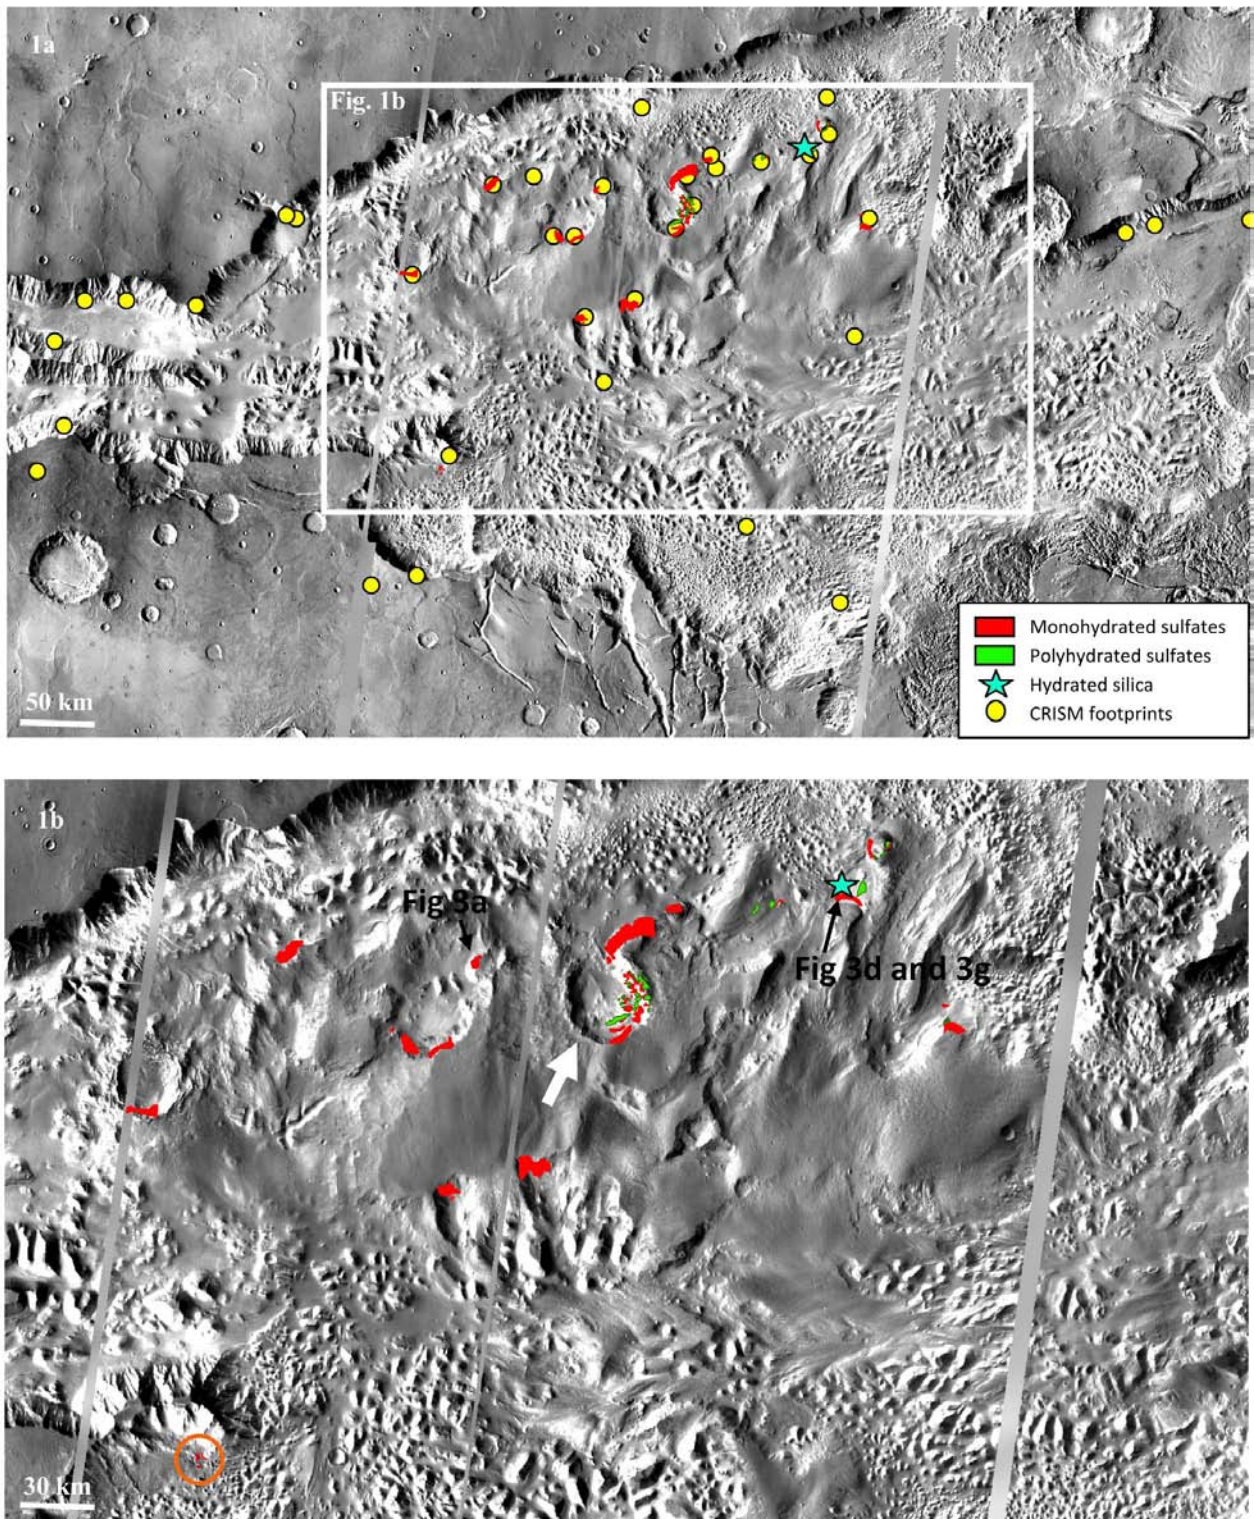 1a
Fig. 1b
Monohydrated sulfates
Polyhydrated sulfates
Hydrated silica
CRISM footprints
50 km
1b
Fig 3a
Fig 3d and 3g
30 km